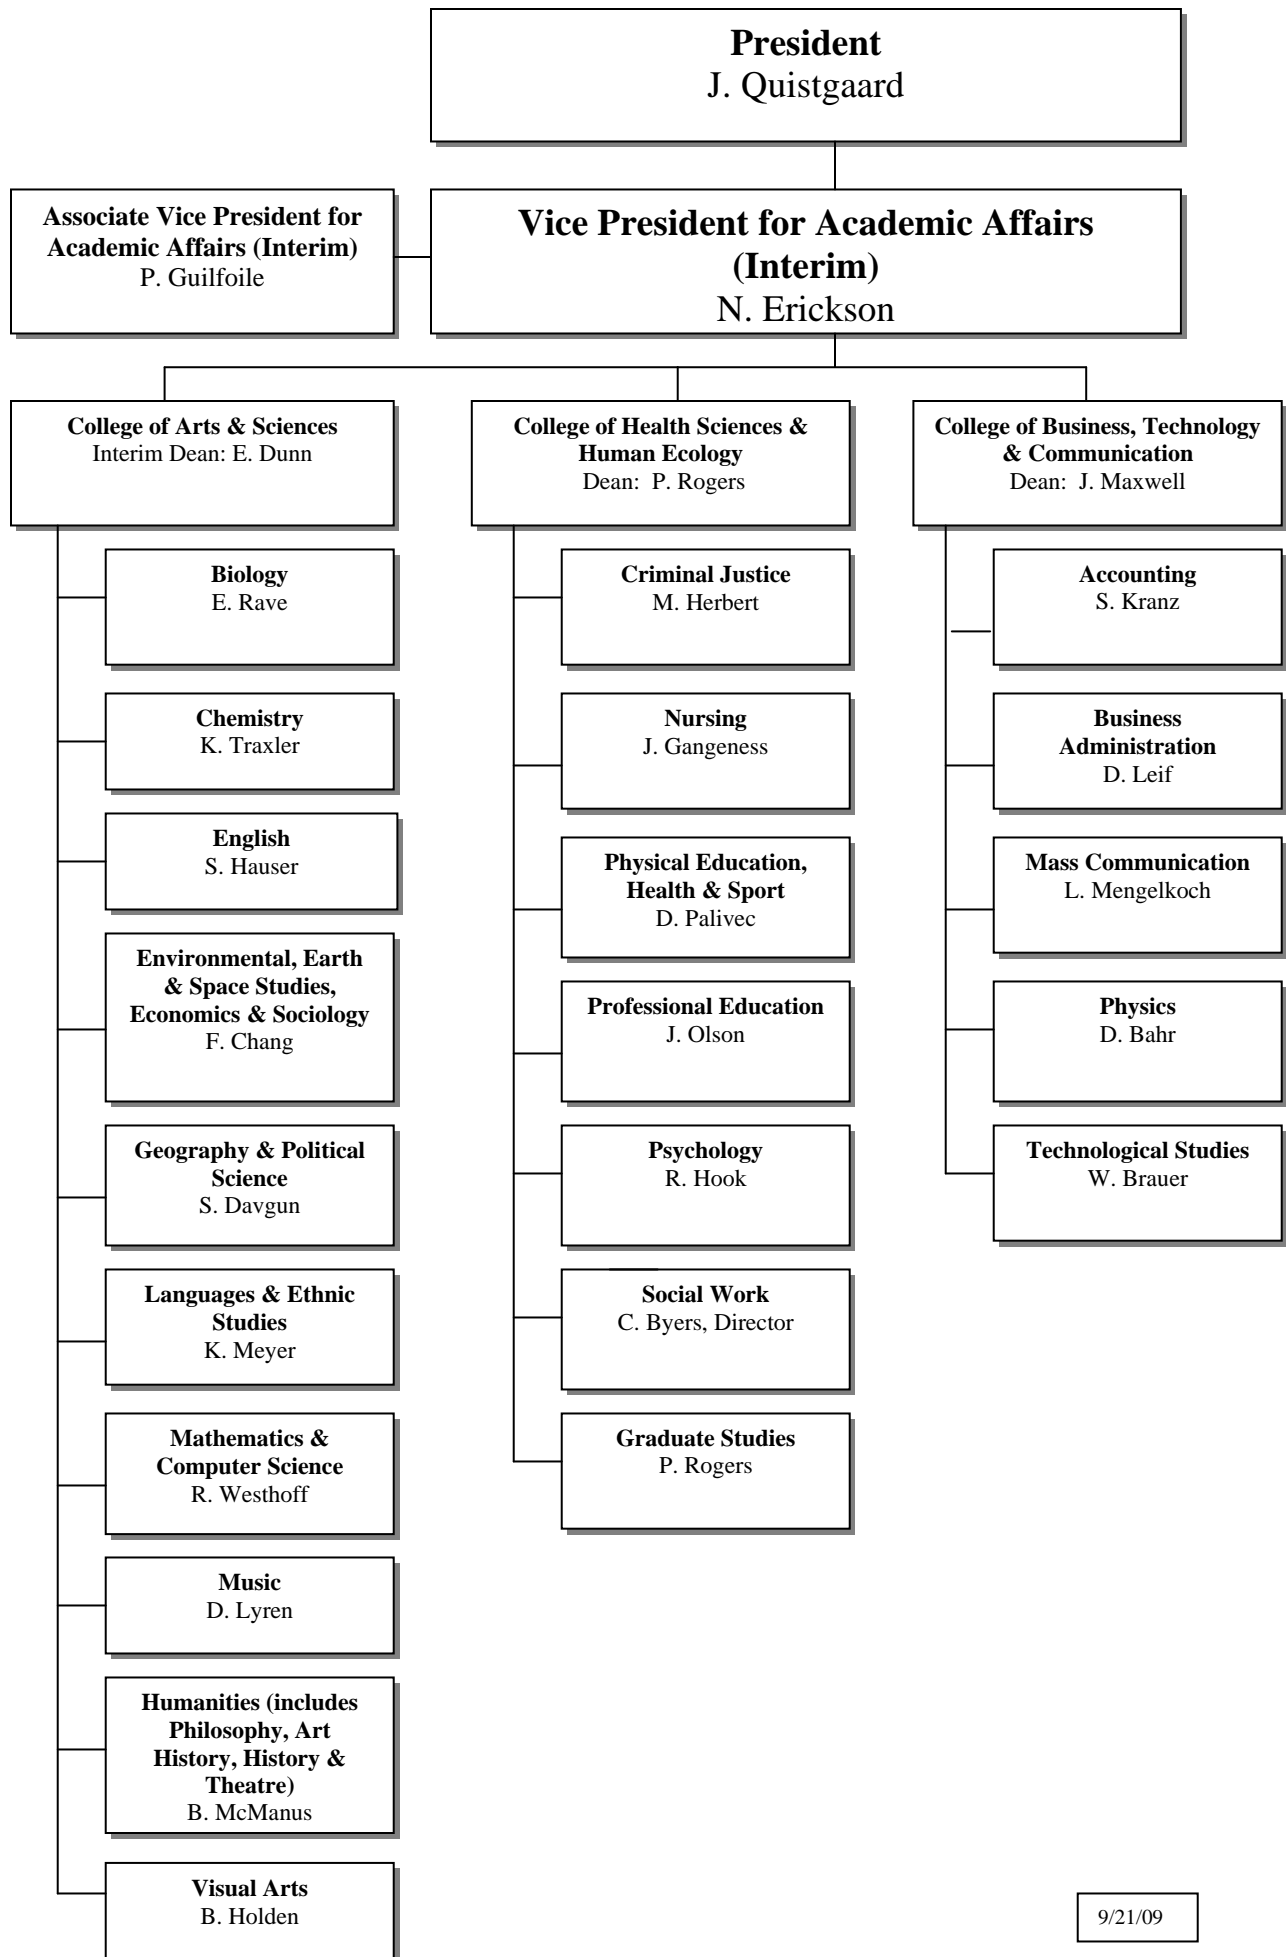 President
J. Quistgaard
Associate Vice President for
Academic Affairs (Interim)
P. Guilfoile
Vice President for Academic Affairs
(Interim)
N. Erickson
College of Arts & Sciences
Interim Dean: E. Dunn
College of Health Sciences &
Human Ecology
Dean: P. Rogers
College of Business, Technology
& Communication
Dean: J. Maxwell
Biology
E. Rave
Chemistry
K. Traxler
English
S. Hauser
Environmental, Earth
& Space Studies,
Economics & Sociology
F. Chang
Geography & Political
Science
S. Davgun
Languages & Ethnic
Studies
K. Meyer
Mathematics &
Computer Science
R. Westhoff
Music
D. Lyren
Humanities (includes
Philosophy, Art
History, History &
Theatre)
B. McManus
Visual Arts
B. Holden
Criminal Justice
M. Herbert
Nursing
J. Gangeness
Physical Education,
Health & Sport
D. Palivec
Professional Education
J. Olson
Psychology
R. Hook
Social Work
C. Byers, Director
Graduate Studies
P. Rogers
Accounting
S. Kranz
Business
Administration
D. Leif
Mass Communication
L. Mengelkoch
Physics
D. Bahr
Technological Studies
W. Brauer
9/21/09